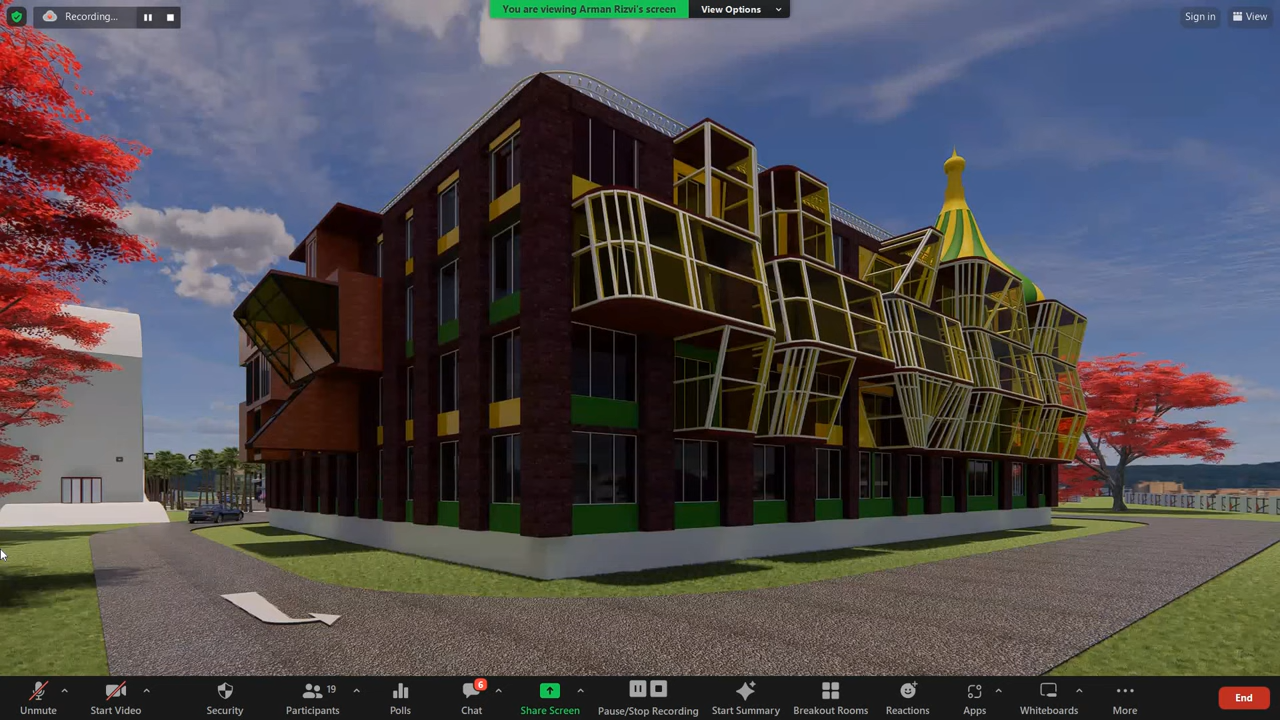 Recording...
You are viewing Arman Rizvi's screen
View Options
Sign in
View
Unmute
Start Video
Security
19
Participants
Polls
6
Chat
Share Screen
Pause/Stop Recording
Start Summary
Breakout Rooms
Reactions
Apps
Whiteboards
More
End